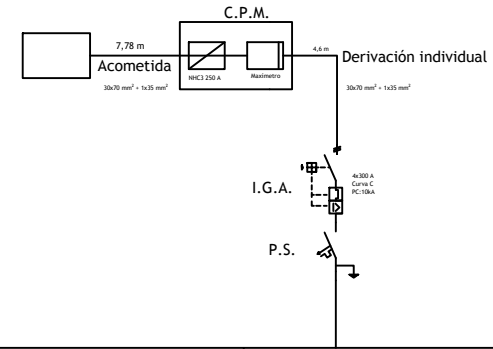 C.P.M.
7,78 m
Acometida
30x70 mm² + 1x35 mm²
NHC3 250 A
Maxímetro
4,6 m
Derivación individual
30x70 mm² + 1x35 mm²
I.G.A.
4x300 A
Curva C
PC:10kA
P.S.